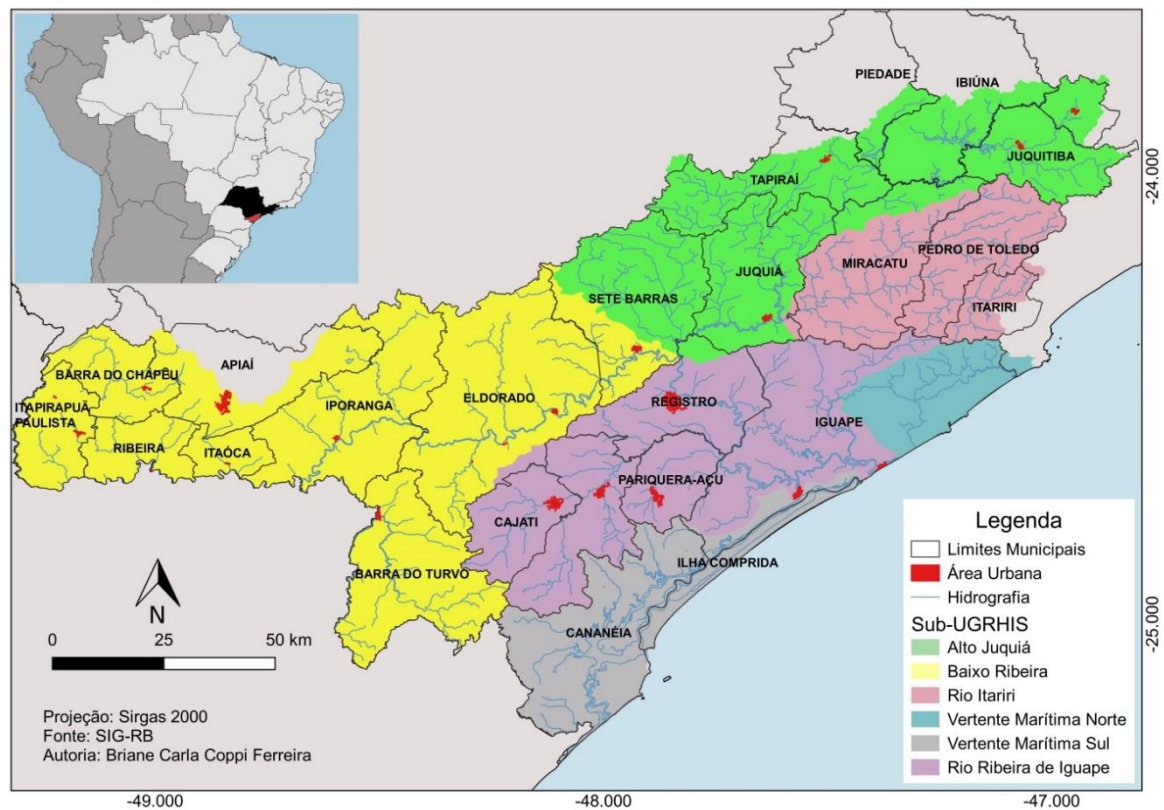 PIEDADE
IBIÚNA
JUQUITIBA
TAPIRAÍ
-24.000
PEDRO DE TOLEDO
MIRACATU
JUQUIÁ
SETE BARRAS
ITARIRI
APIAÍ
BARRA DO CHAPÉU
ELDORADO
REGISTRO
ITAPIRAPUÃ
PAULISTA
IPORANGA
IGUAPE
RIBEIRA
ITAÓCA
PARIQUERA-AÇU
CAJATI
ILHA COMPRIDA
BARRA DO TURVO
CANANÉIA
-25.000
N
0 25 50 km
Projeção: Sirgas 2000
Fonte: SIG-RB
Autoria: Briane Carla Coppi Ferreira
Legenda
Limites Municipais
Área Urbana
Hidrografia
Sub-UGRHIS
Alto Juquiá
Baixo Ribeira
Rio Itariri
Vertente Marítima Norte
Vertente Marítima Sul
Rio Ribeira de Iguape
-49.000
-48.000
-47.000